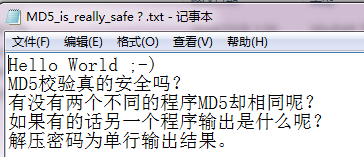 MD5_is_really_safe？.txt - 记事本
文件(F) 编辑(E) 格式(O) 查看(V) 帮助(H)
Hello World ;-)
MD5校验真的安全吗？
有没有两个不同的程序MD5却相同呢？
如果有的话另一个程序输出是什么呢？
解压密码为单行输出结果。